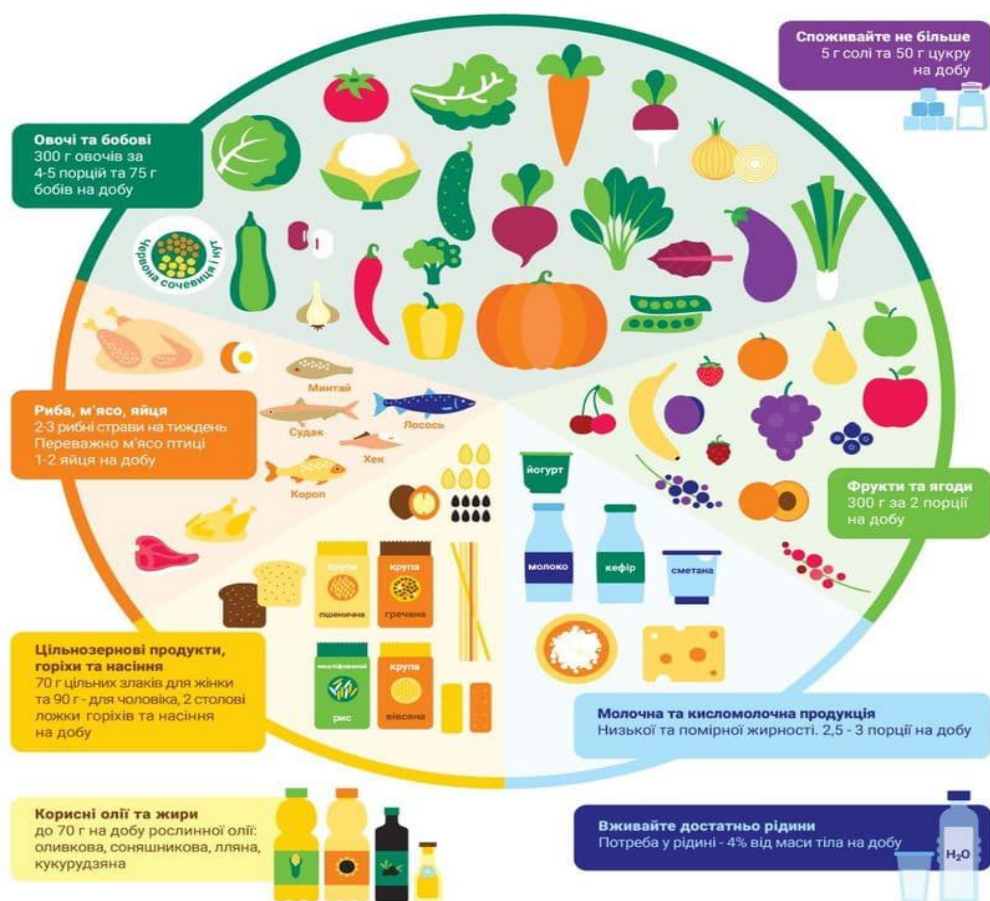 Споживайте не більше
5 г солі та 50 г цукру
на добу
Овочі та бобові
300 г овочів за
4-5 порцій та 75 г
бобів на добу
Червона сочевиця і нут
Минтай
Судак
Лосось
Хек
Короп
Риба, м'ясо, яйця
2-3 рибні страви на тиждень
Переважно м'ясо птиці
1-2 яйця на добу
Фрукти та ягоди
300 г за 2 порції
на добу
йогурт
молоко
кефір
сметана
крупа
пшенична
крупа
гречана
рис
крупа
вівсяна
Цільнозернові продукти,
горіхи та насіння
70 г цільних злаків для жінки
та 90 г - для чоловіка, 2 столові
ложки горіхів та насіння
на добу
Молочна та кисломолочна продукція
Низької та помірної жирності. 2,5 - 3 порції на добу
Корисні олії та жири
до 70 г на добу рослинної олії:
оливкова, соняшникова, лляна,
кукурудзяна
Вживайте достатньо рідини
Потреба у рідині - 4% від маси тіла на добу
H₂O